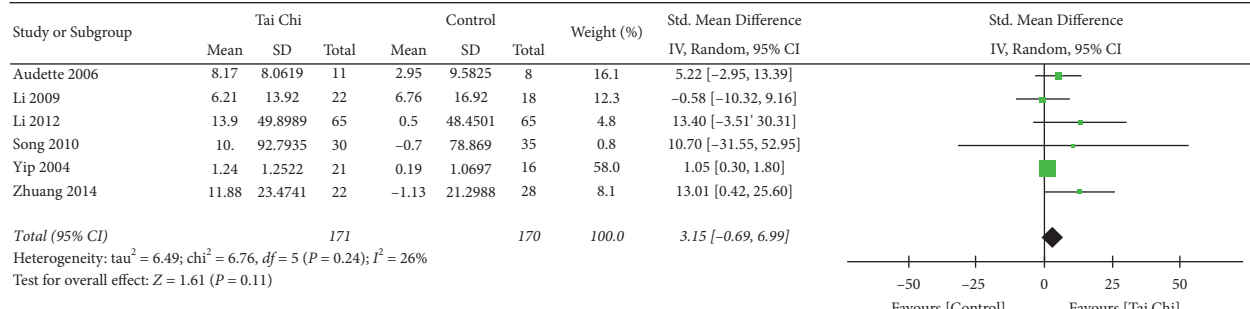 Study or Subgroup Tai Chi Control Weight (%) Std. Mean Difference Std. Mean Difference
Mean SD Total Mean SD Total IV, Random, 95% CI IV, Random, 95% CI
Audette 2006 8.17 8.0619 11 2.95 9.5825 8 16.1 5.22 [–2.95, 13.39]
Li 2009 6.21 13.92 22 6.76 16.92 18 12.3 –0.58 [–10.32, 9.16]
Li 2012 13.9 49.8989 65 0.5 48.4501 65 4.8 13.40 [–3.51' 30.31]
Song 2010 10. 92.7935 30 –0.7 78.869 35 0.8 10.70 [–31.55, 52.95]
Yip 2004 1.24 1.2522 21 0.19 1.0697 16 58.0 1.05 [0.30, 1.80]
Zhuang 2014 11.88 23.4741 22 –1.13 21.2988 28 8.1 13.01 [0.42, 25.60]
Total (95% CI) 171 170 100.0 3.15 [–0.69, 6.99]
Heterogeneity: tau² = 6.49; chi² = 6.76, df = 5 (P = 0.24); I² = 26%
Test for overall effect: Z = 1.61 (P = 0.11)
–50 –25 0 25 50
Favours [Control] Favours [Tai Chi]